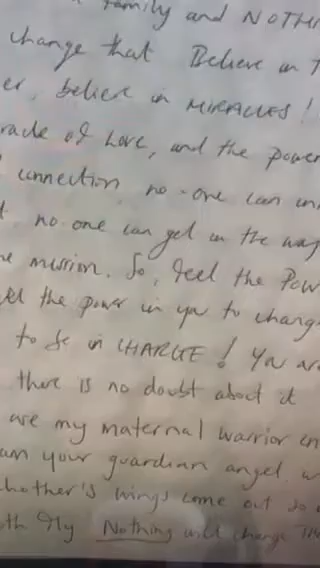 family and NOTHI
change that Believe in T
er, believe in MIRACLES!
racle of Love, and the power
connection, no-one can un
no one can get in the way
e mission. So, feel the Pow
the power in you to chang
to be in CHARGE! You ar
there is no doubt about it
are my maternal warrior
your guardian angel. w
other's wings come out so
Nothing will change